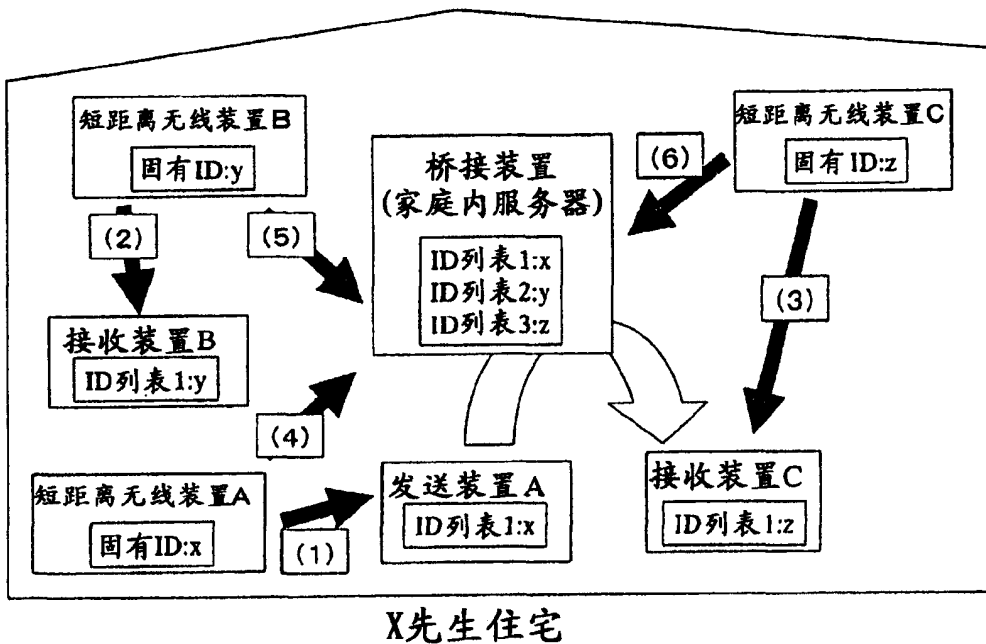 短距离无线装置B
固有ID:y
(2)
(5)
接收装置B
ID列表1:y
桥接装置
(家庭内服务器)
ID列表1:x
ID列表2:y
ID列表3:z
短距离无线装置C
固有ID:z
(6)
(3)
(4)
短距离无线装置A
固有ID:x
(1)
发送装置A
ID列表1:x
接收装置C
ID列表1:z
X先生住宅